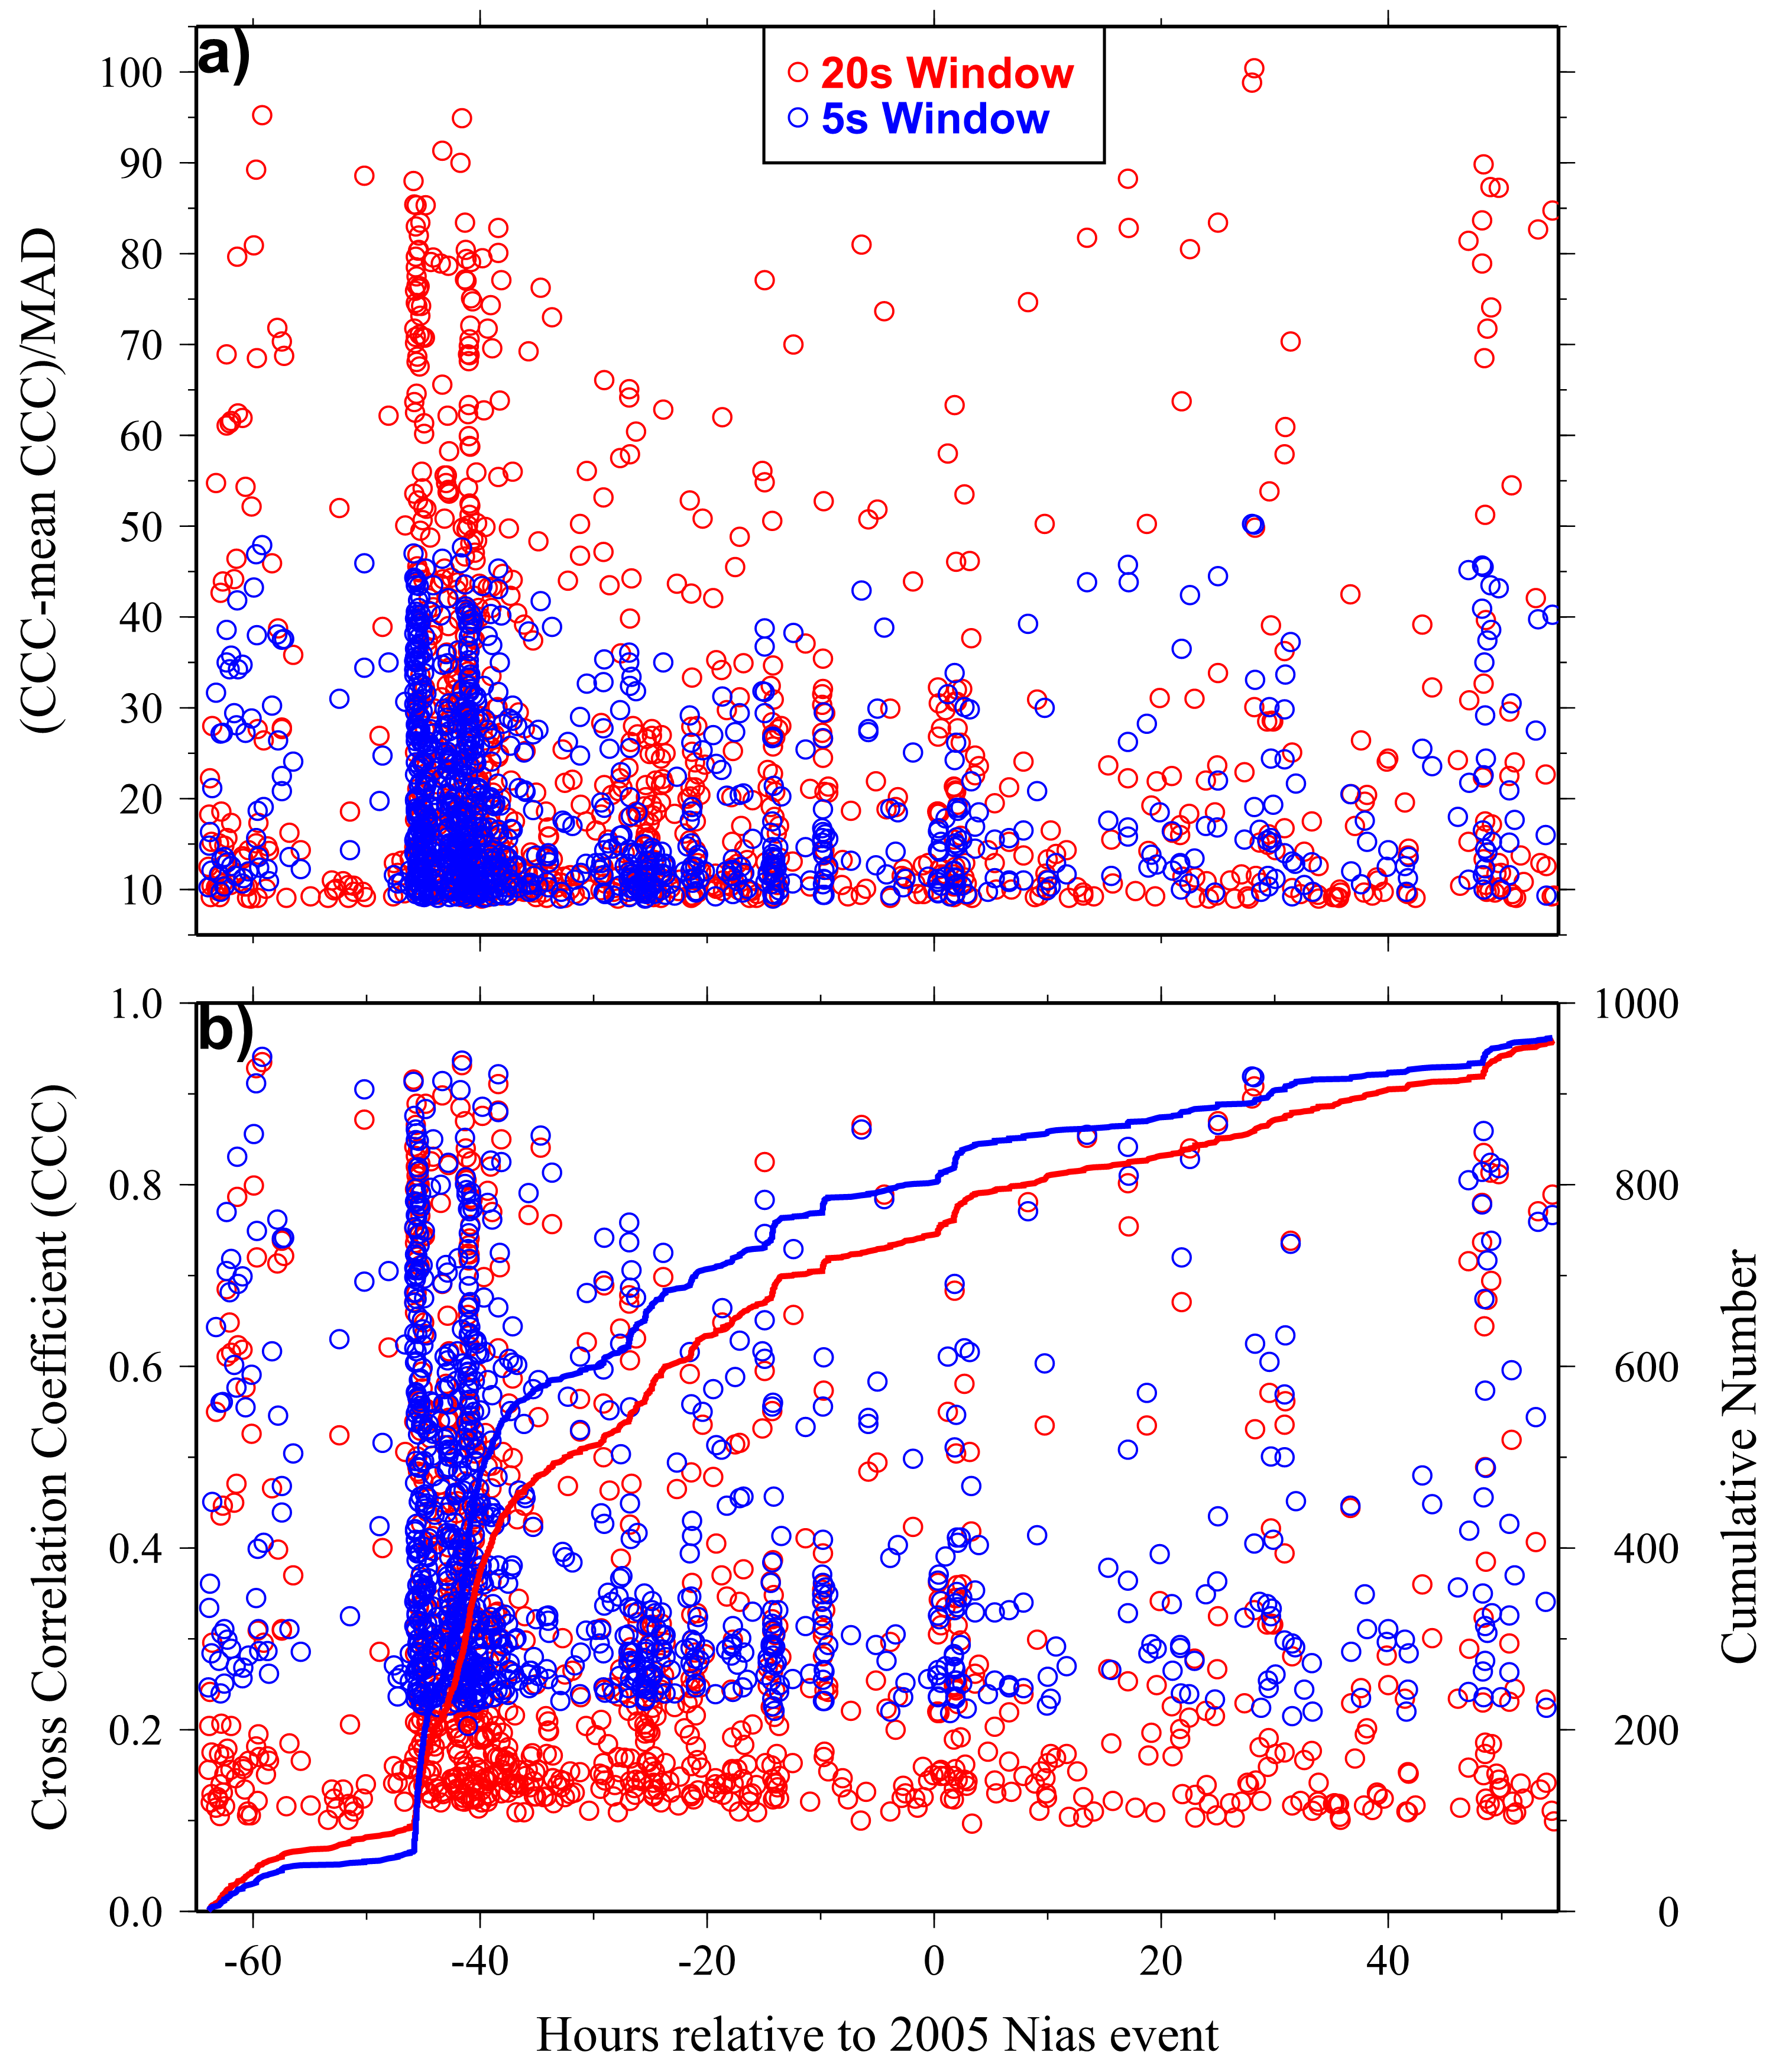 a)
20s Window
5s Window
100
90
80
70
60
50
40
30
20
10
(CCC-mean CCC)/MAD
b)
1.0
0.8
0.6
0.4
0.2
0.0
Cross Correlation Coefficient (CCC)
1000
800
600
400
200
0
Cumulative Number
-60 -40 -20 0 20 40
Hours relative to 2005 Nias event